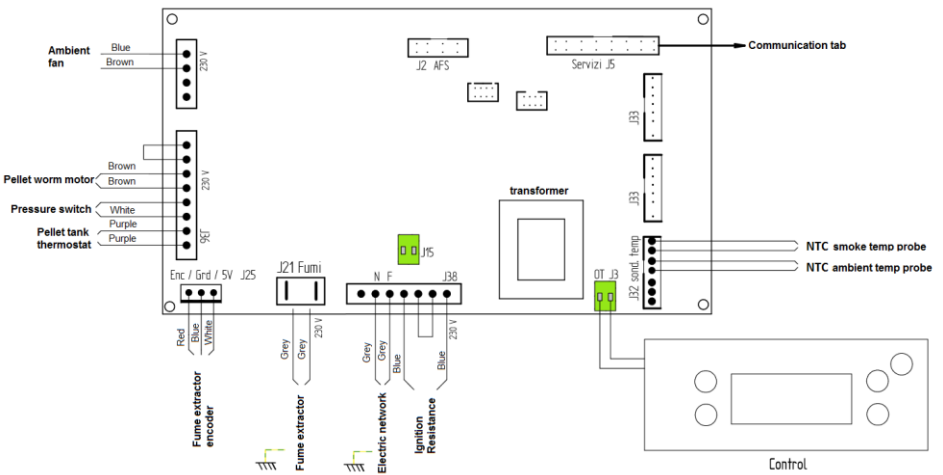 Ambient
fan
Blue
Brown
230 V
J2 AFS
Servizi J5
Communication tab
J33
J33
Pellet worm motor
Brown
Brown
230 V
Pressure switch
White
Pellet tank
thermostat
Purple
Purple
J36
transformer
J15
NTC smoke temp probe
NTC ambient temp probe
J32 sond. temp
OT J3
Enc / Grd / 5V J25
J21 Fumi
N F
J38
Red
Blue
White
Grey
Grey
230 V
Grey
Grey
Blue
Blue
230 V
Fume extractor
encoder
Fume extractor
Electric network
Ignition
Resistance
Control